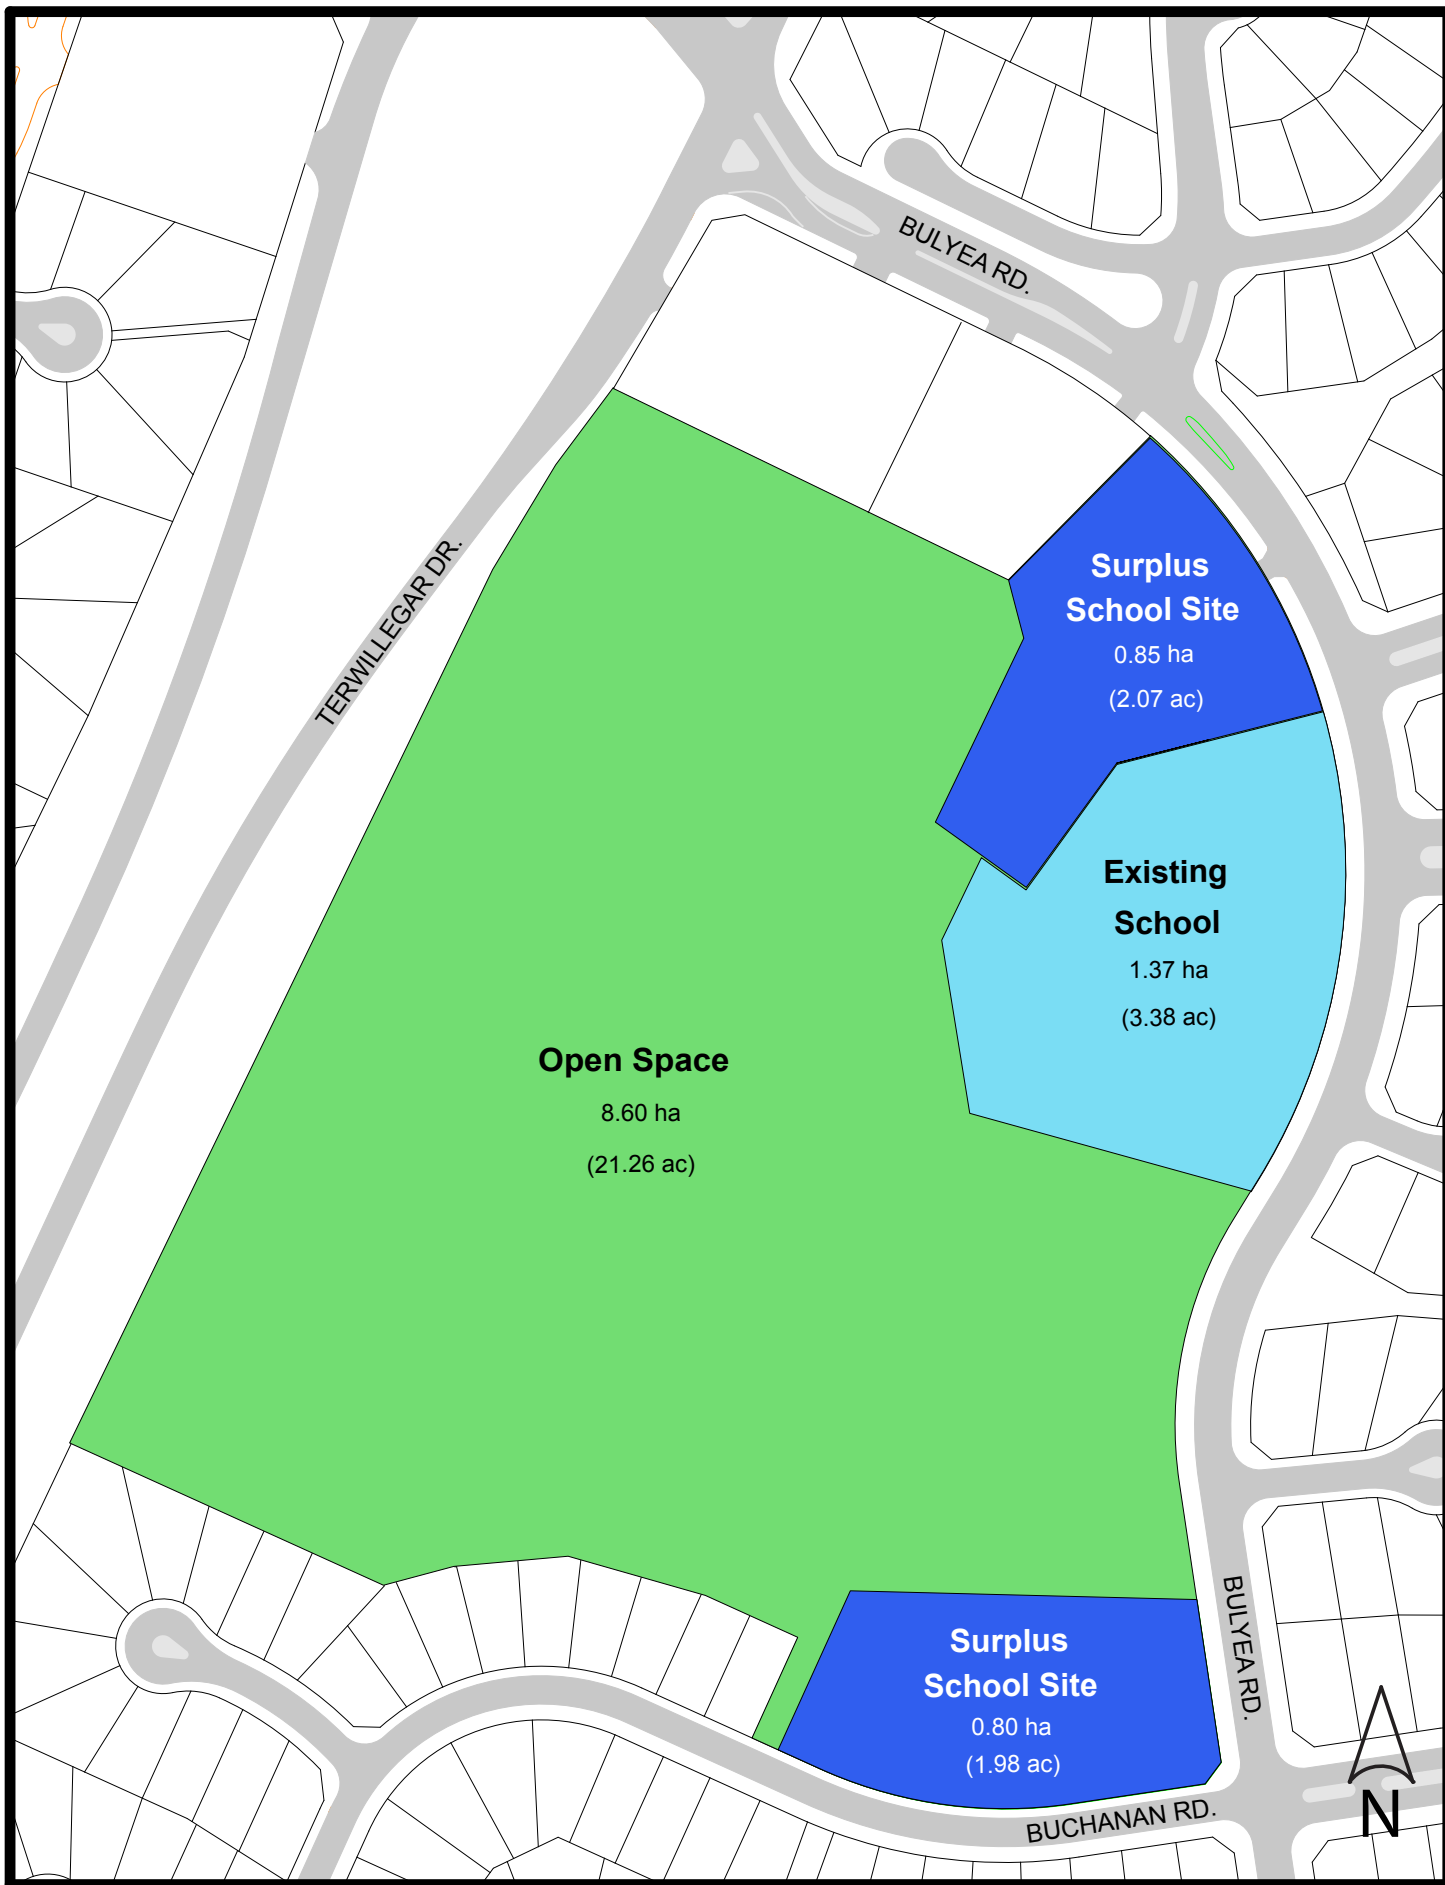 BULYEA RD.
TERWILLEGAR DR.
Surplus
School Site
0.85 ha
(2.07 ac)
Existing
School
1.37 ha
(3.38 ac)
Open Space
8.60 ha
(21.26 ac)
Surplus
School Site
0.80 ha
(1.98 ac)
BULYEA RD.
BUCHANAN RD.
N